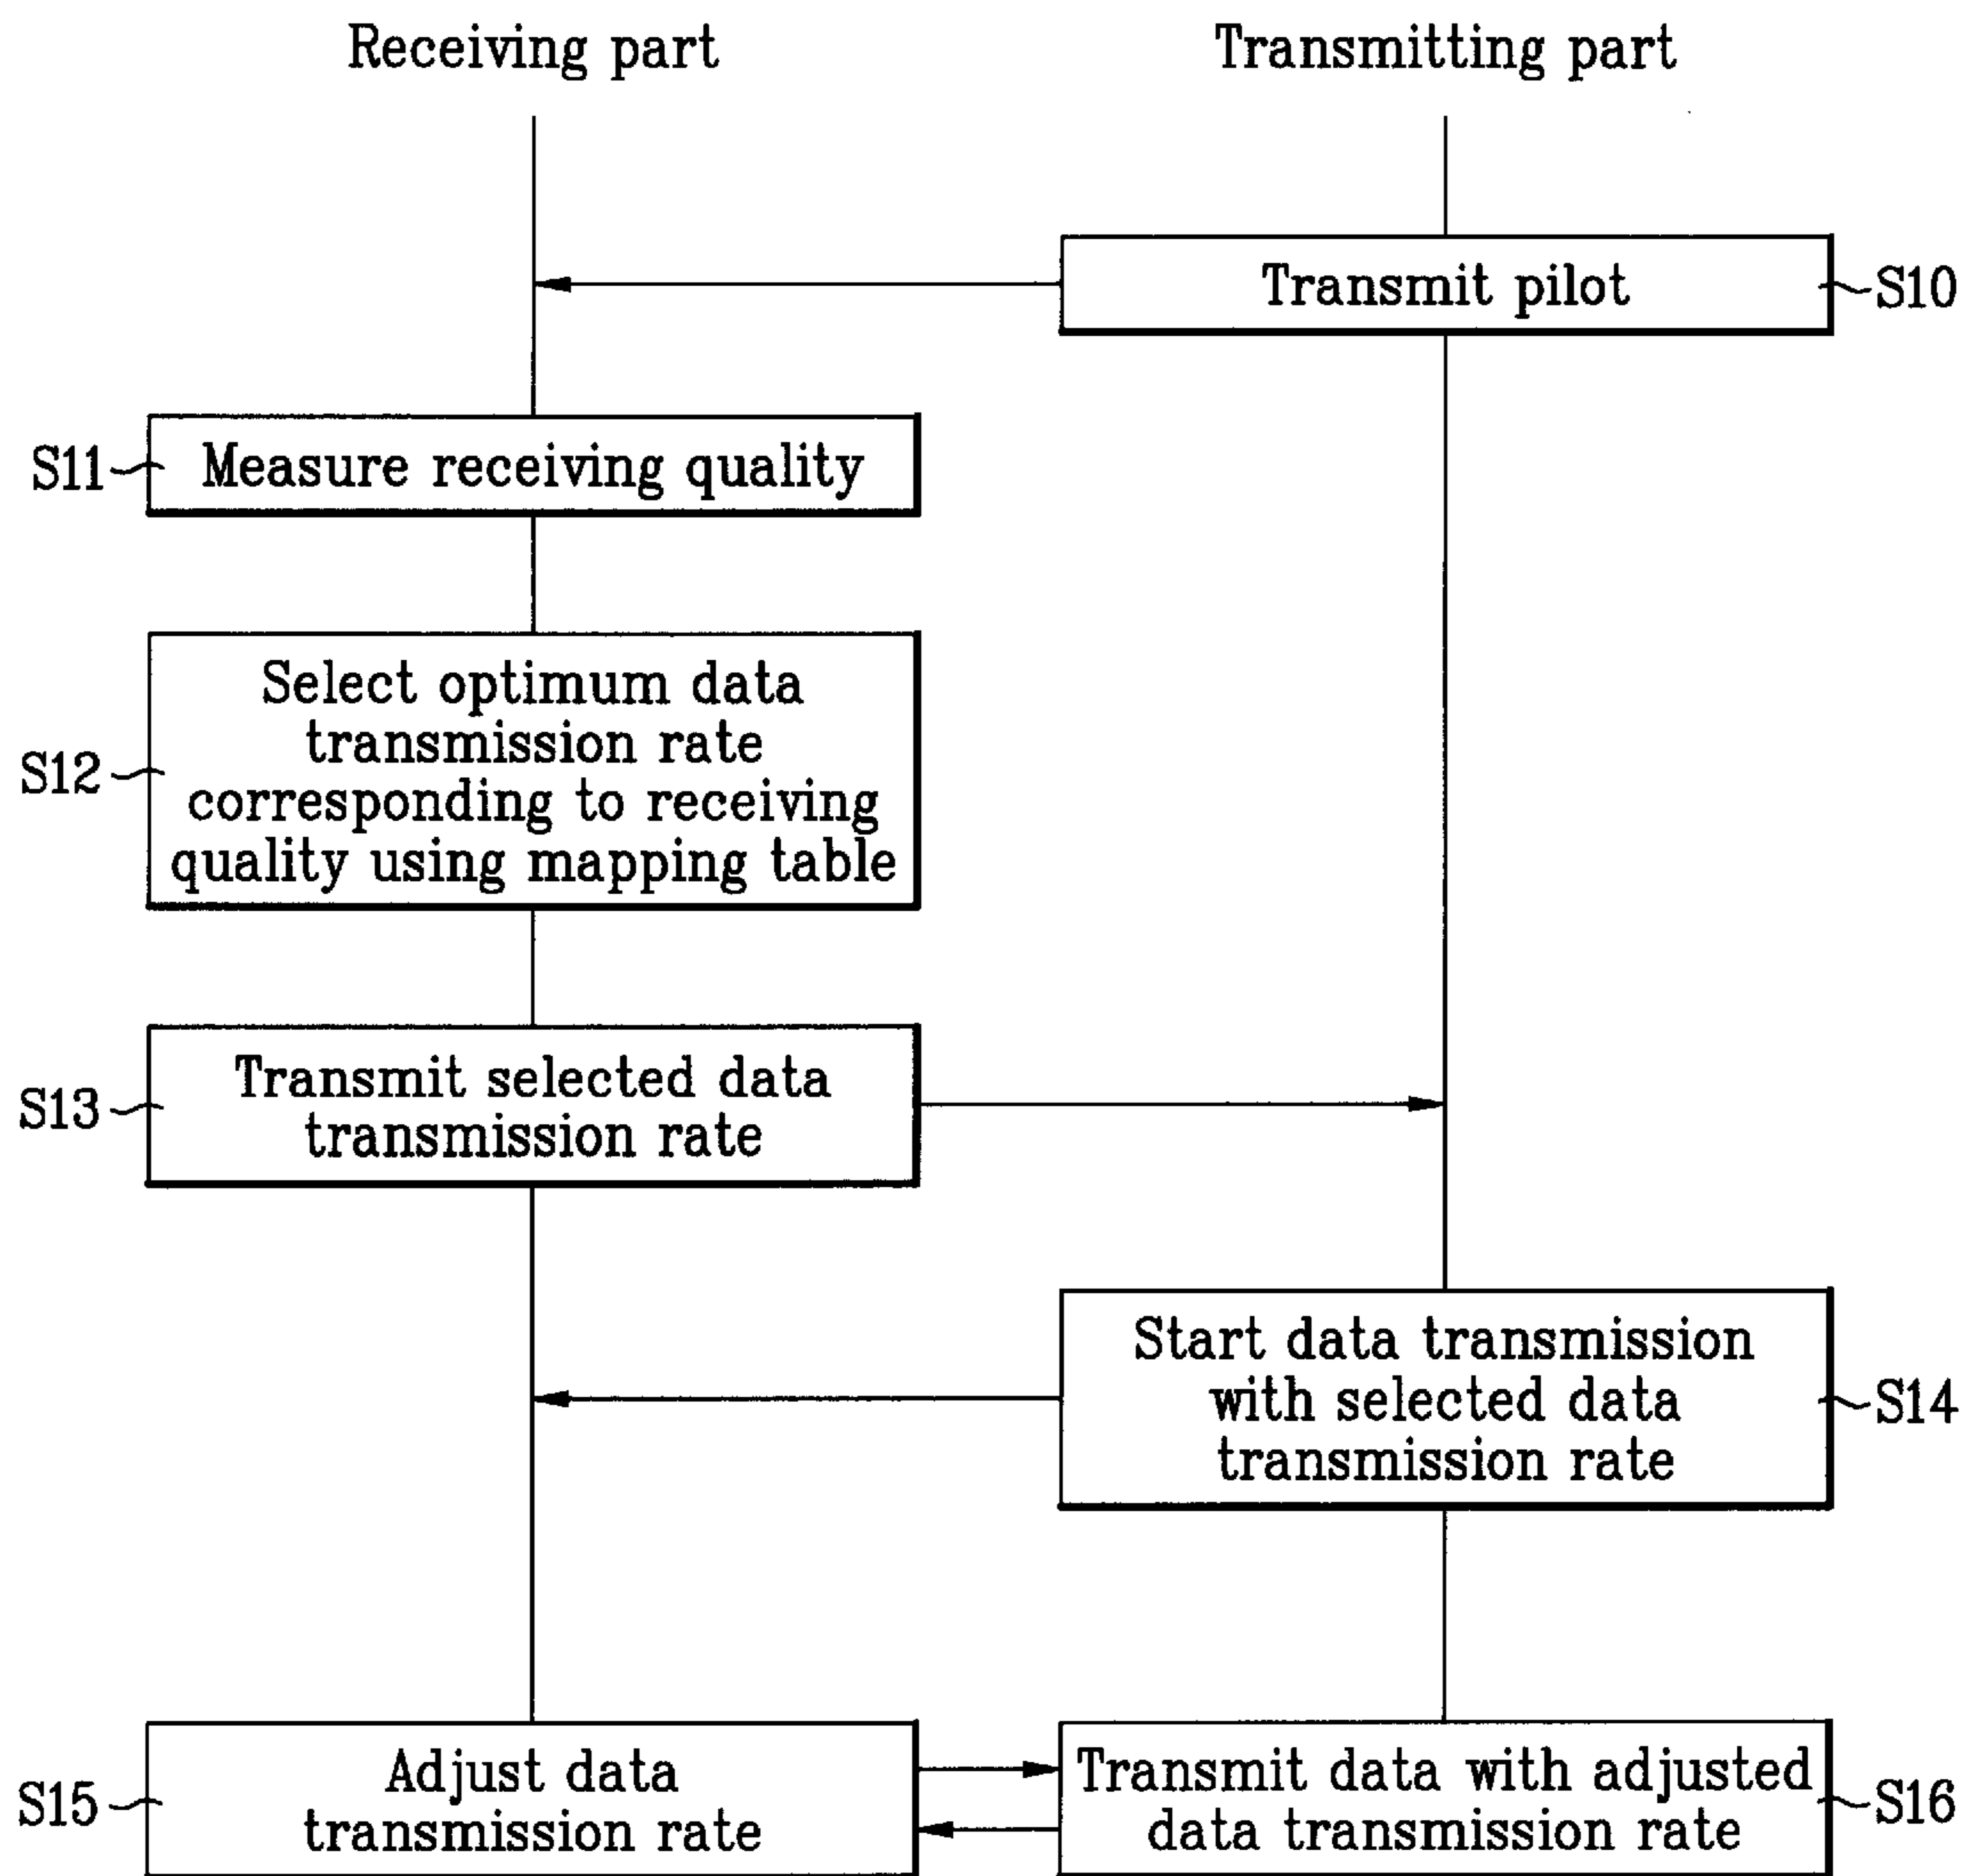 Receiving part
Transmitting part
Transmit pilot
S10
S11
Measure receiving quality
S12
Select optimum data
transmission rate
corresponding to receiving
quality using mapping table
S13
Transmit selected data
transmission rate
Start data transmission
with selected data
transmission rate
S14
S15
Adjust data
transmission rate
Transmit data with adjusted
data transmission rate
S16